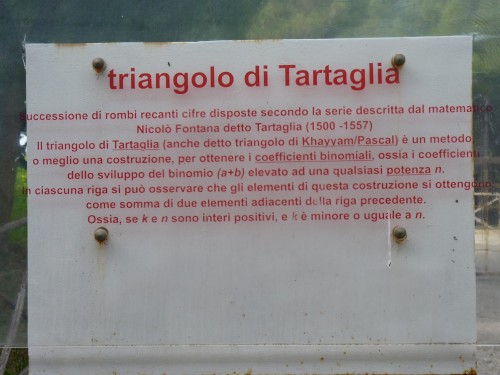 triangolo di Tartaglia
Successione di rombi recanti cifre disposte secondo la serie descritta dal matematico
Nicolò Fontana detto Tartaglia (1500 -1557)
Il triangolo di Tartaglia (anche detto triangolo di Khayyam/Pascal) è un metodo
o meglio una costruzione, per ottenere i coefficienti binomiali, ossia i coefficienti
dello sviluppo del binomio (a+b) elevato ad una qualsiasi potenza n.
in ciascuna riga si può osservare che gli elementi di questa costruzione si ottengono
come somma di due elementi adiacenti della riga precedente.
Ossia, se k e n sono interi positivi, e k è minore o uguale a n.